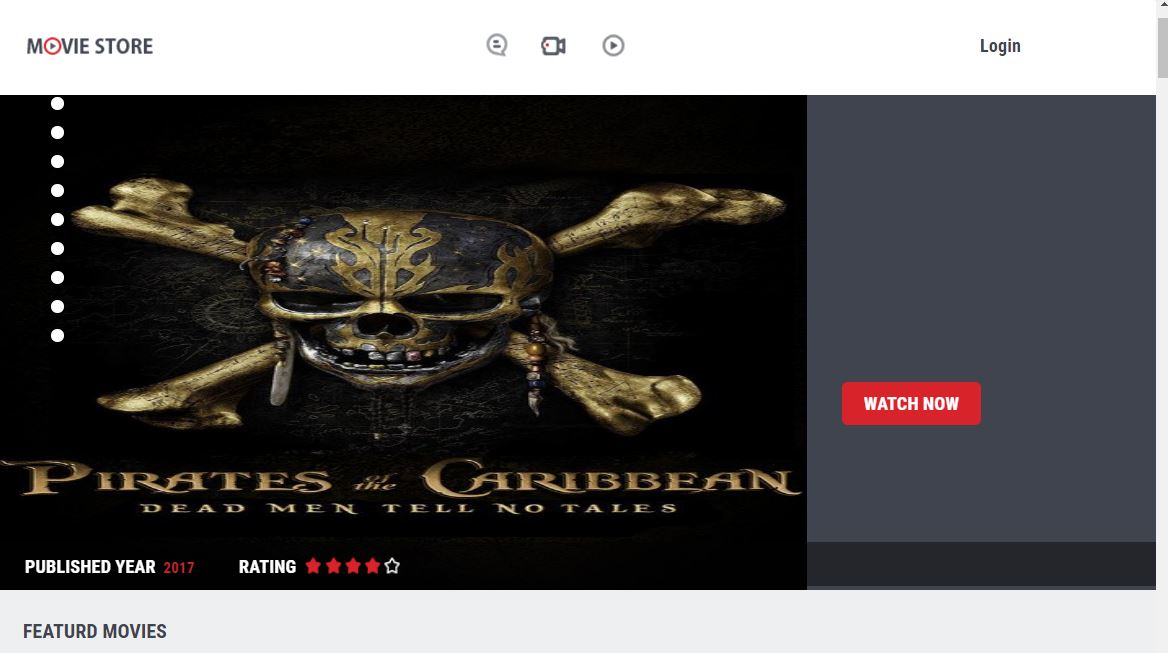 MOVIE STORE
Login
PIRATES of the CARIBBEAN
DEAD MEN TELL NO TALES
WATCH NOW
PUBLISHED YEAR 2017 RATING
FEATURD MOVIES